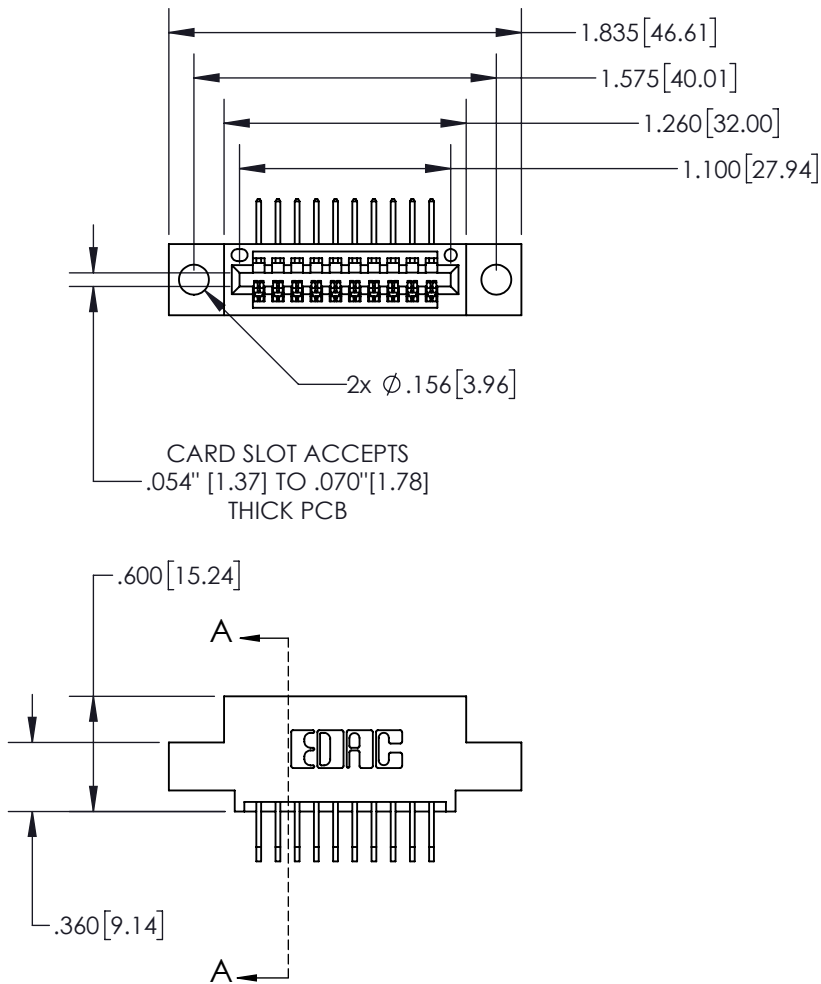 1.835[46.61]
1.575[40.01]
1.260[32.00]
1.100[27.94]
2x ∅.156[3.96]
CARD SLOT ACCEPTS
.054" [1.37] TO .070"[1.78]
THICK PCB
.600[15.24]
A
EDAC
.360[9.14]
A